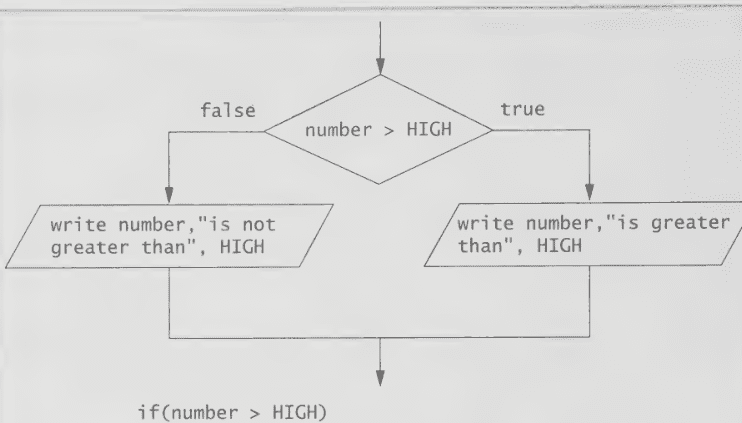 false
true
number > HIGH
write number,"is not
greater than", HIGH
write number,"is greater
than", HIGH
if(number > HIGH)